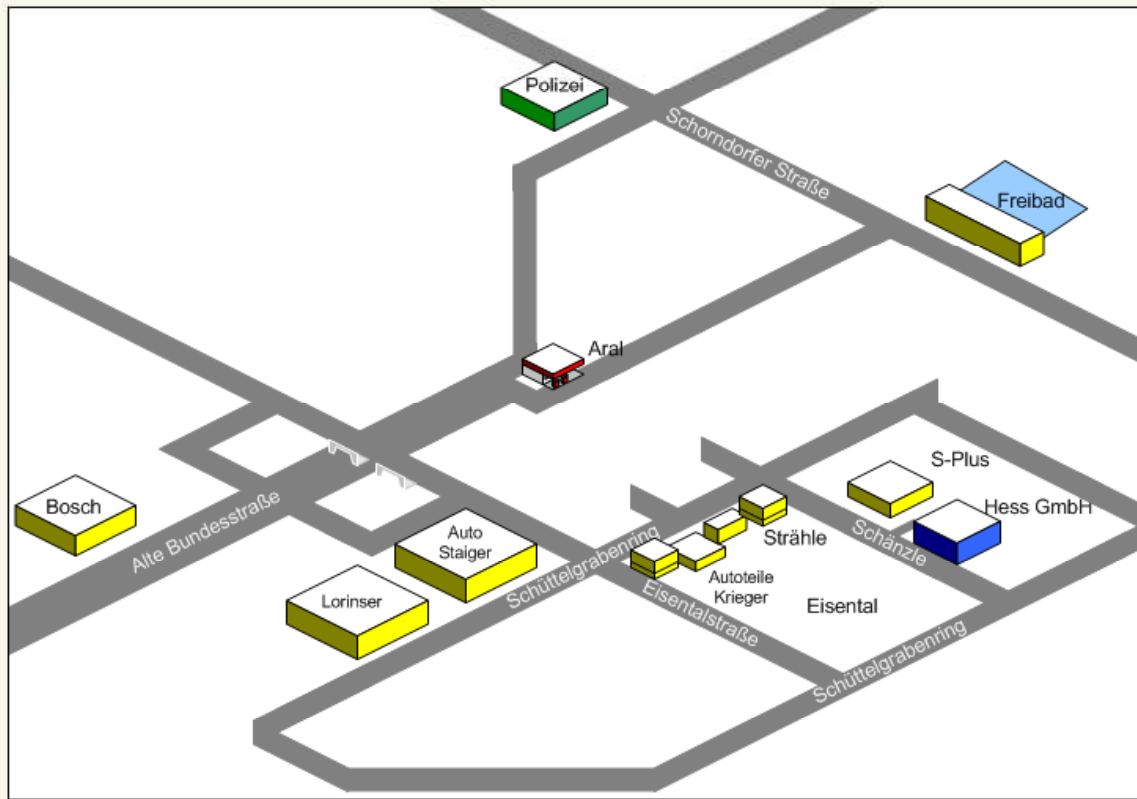 Polizei
Schorndorfer Straße
Freibad
Aral
S-Plus
Bosch
Hess GmbH
Auto
Staiger
Alte Bundesstraße
Strähle
Schänzle
Schüttelgrabenring
Autoteile
Krieger
Lorinser
Eisentalstraße
Eisental
Schüttelgrabenring